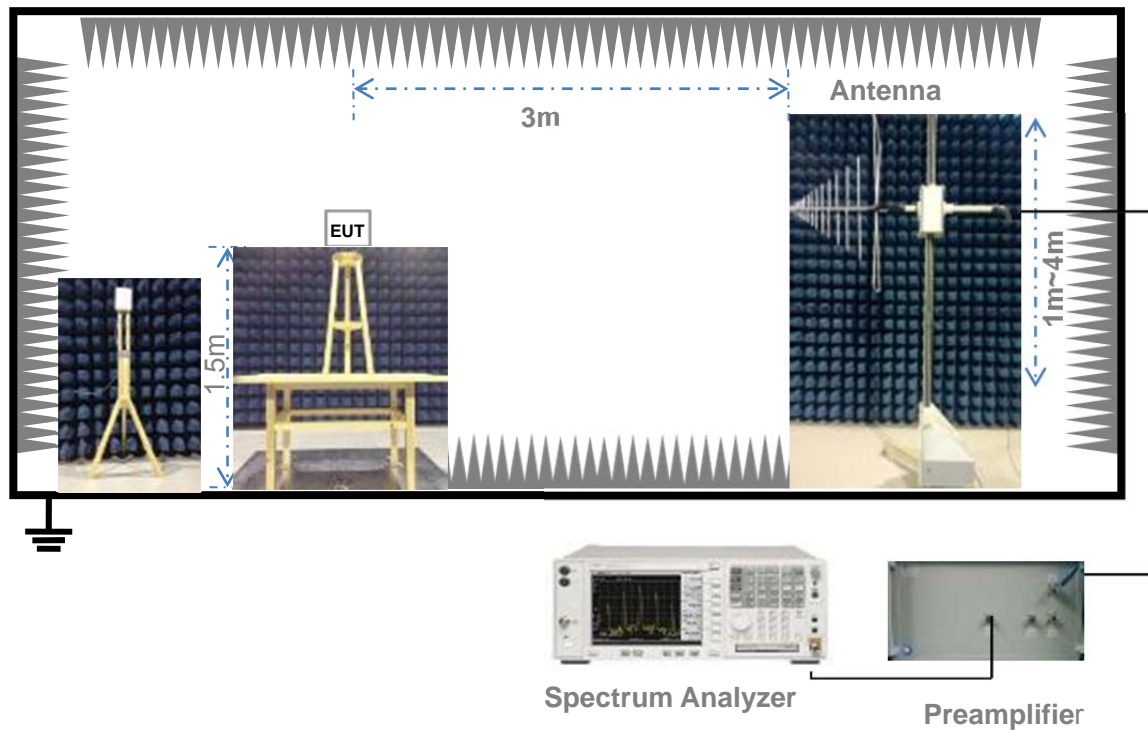 Antenna
3m
EUT
1.5m
1m~4m
Spectrum Analyzer
Preamplifier